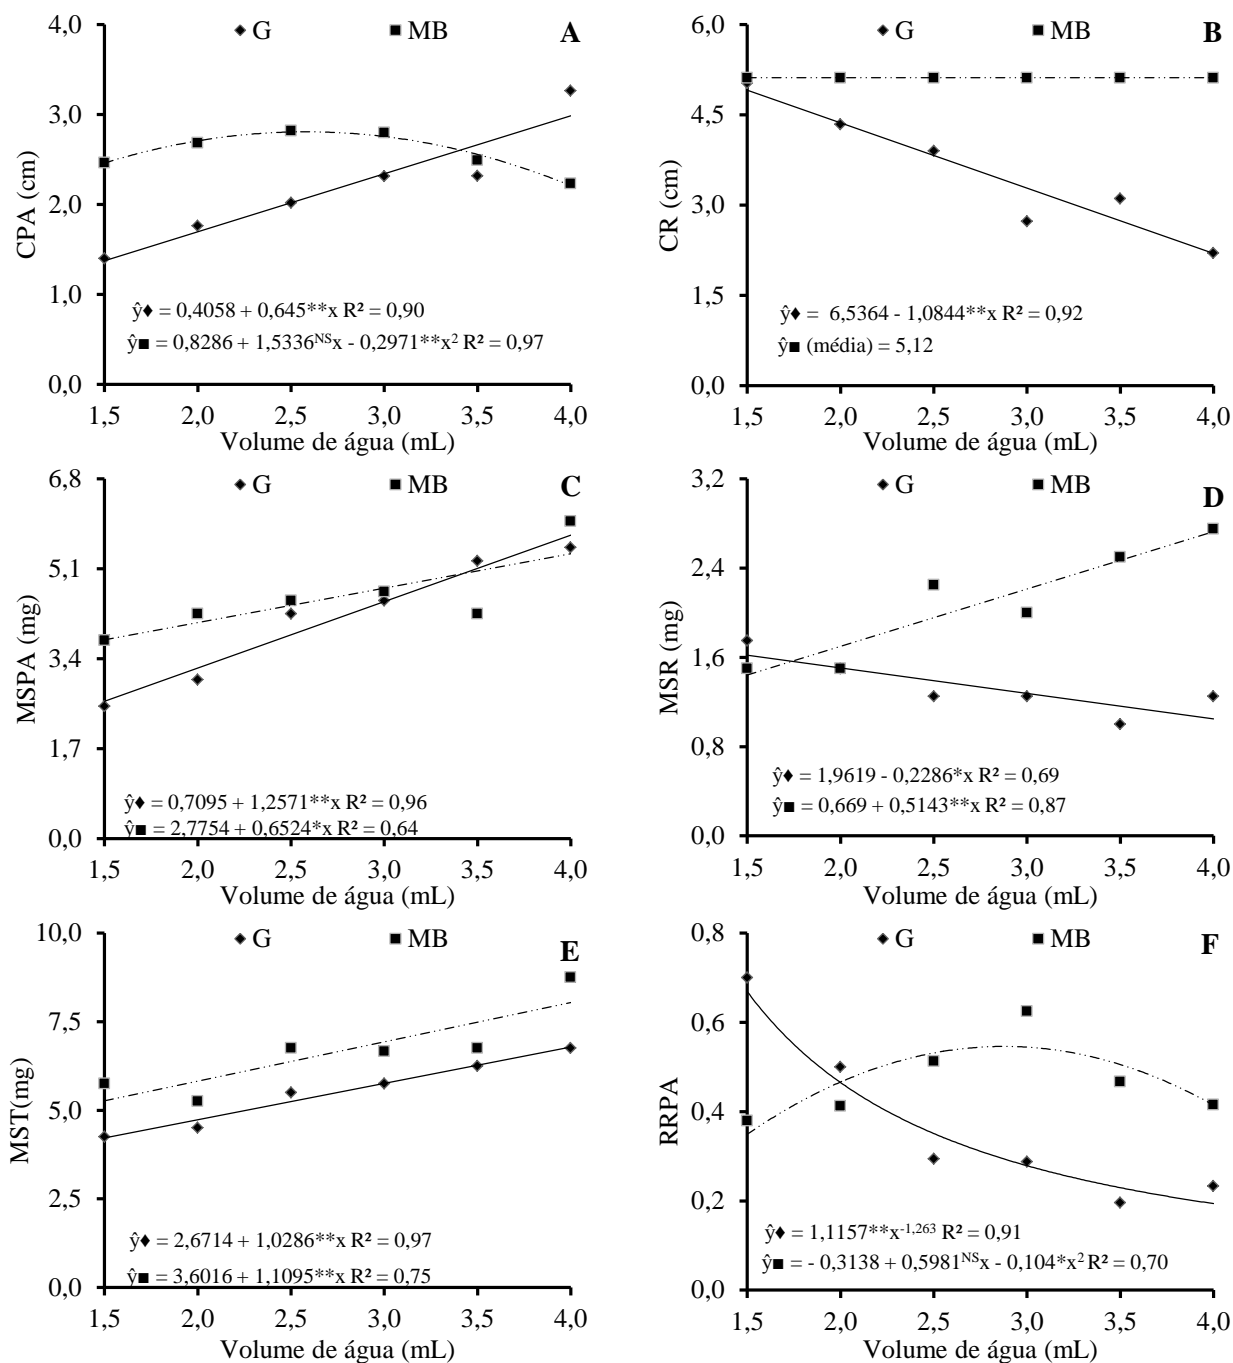 G MB A
4,0
3,0
2,0
1,0
0,0
CPA (cm)
ŷ♦ = 0,4058 + 0,645**x R² = 0,90
ŷ■ = 0,8286 + 1,5336ᴺˢx - 0,2971**x² R² = 0,97
1,5 2,0 2,5 3,0 3,5 4,0
Volume de água (mL)
G MB B
6,0
4,5
3,0
1,5
0,0
CR (cm)
ŷ♦ = 6,5364 - 1,0844**x R² = 0,92
ŷ■ (média) = 5,12
1,5 2,0 2,5 3,0 3,5 4,0
Volume de água (mL)
G MB C
6,8
5,1
3,4
1,7
0,0
MSPA (mg)
ŷ♦ = 0,7095 + 1,2571**x R² = 0,96
ŷ■ = 2,7754 + 0,6524*x R² = 0,64
1,5 2,0 2,5 3,0 3,5 4,0
Volume de água (mL)
G MB D
3,2
2,4
1,6
0,8
0,0
MSR (mg)
ŷ♦ = 1,9619 - 0,2286*x R² = 0,69
ŷ■ = 0,669 + 0,5143**x R² = 0,87
1,5 2,0 2,5 3,0 3,5 4,0
Volume de água (mL)
G MB E
10,0
7,5
5,0
2,5
0,0
MST(mg)
ŷ♦ = 2,6714 + 1,0286**x R² = 0,97
ŷ■ = 3,6016 + 1,1095**x R² = 0,75
1,5 2,0 2,5 3,0 3,5 4,0
Volume de água (mL)
G MB F
0,8
0,6
0,4
0,2
0,0
RRPA
ŷ♦ = 1,1157**x⁻¹,²⁶³ R² = 0,91
ŷ■ = - 0,3138 + 0,5981ᴺˢx - 0,104*x² R² = 0,70
1,5 2,0 2,5 3,0 3,5 4,0
Volume de água (mL)